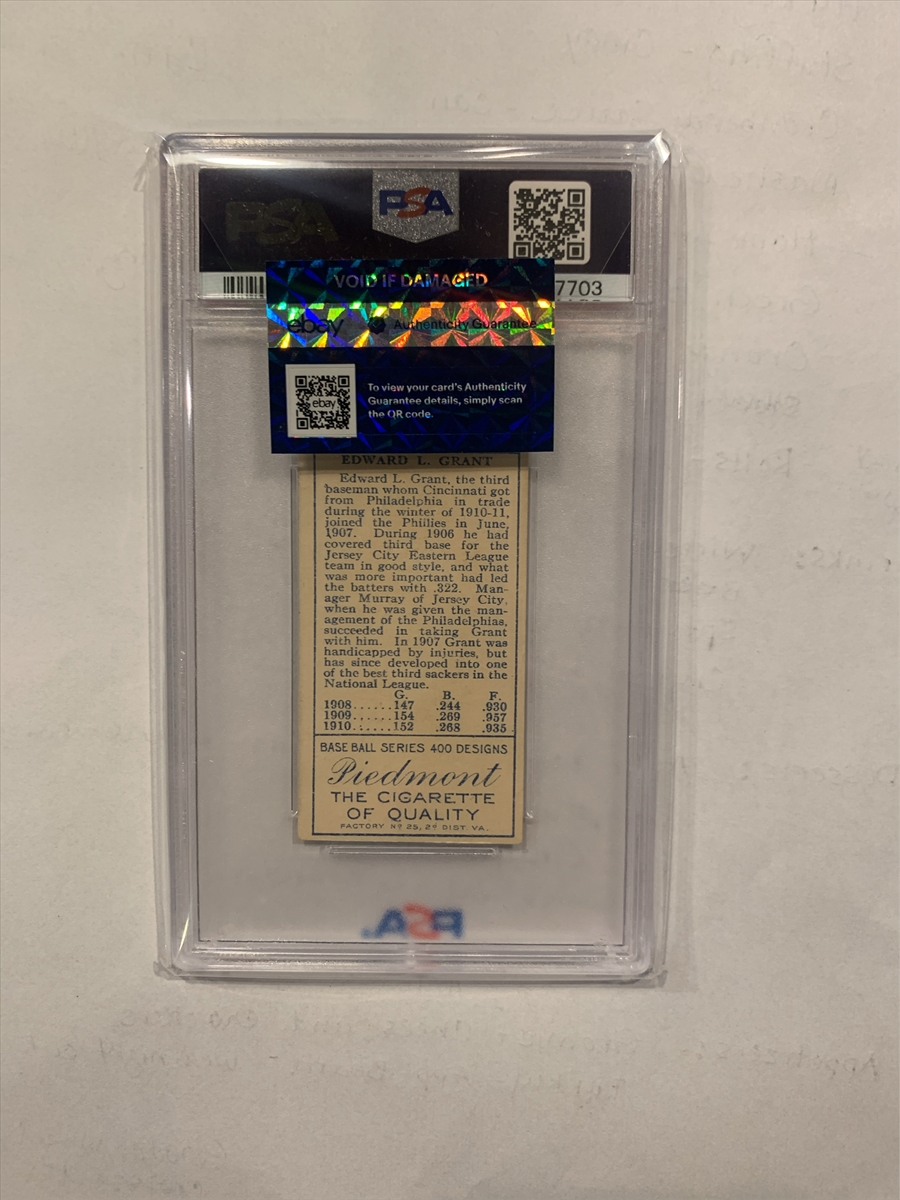 PSA
PSA
7703
VOID IF DAMAGED
ebay Authenticity Guarantee
ebay
To view your card's Authenticity
Guarantee details, simply scan
the QR code.
EDWARD L. GRANT
Edward L. Grant, the third
baseman whom Cincinnati got
from Philadelphia in trade
during the winter of 1910-11,
joined the Phiilies in June,
1907. During 1906 he had
covered third base for the
Jersey City Eastern League
team in good style, and what
was more important had led
the batters with .322. Man-
ager Murray of Jersey City,
when he was given the man-
agement of the Philadelphias,
succeeded in taking Grant
with him. In 1907 Grant was
handicapped by injuries, but
has since developed into one
of the best third sackers in the
National League.
G. B. F.
1908......147 .244 .930
1909......154 .269 .957
1910......152 .268 .935
BASE BALL SERIES 400 DESIGNS
Piedmont
THE CIGARETTE
OF QUALITY
FACTORY Nº 25, 2ᴰ DIST VA.
PSA